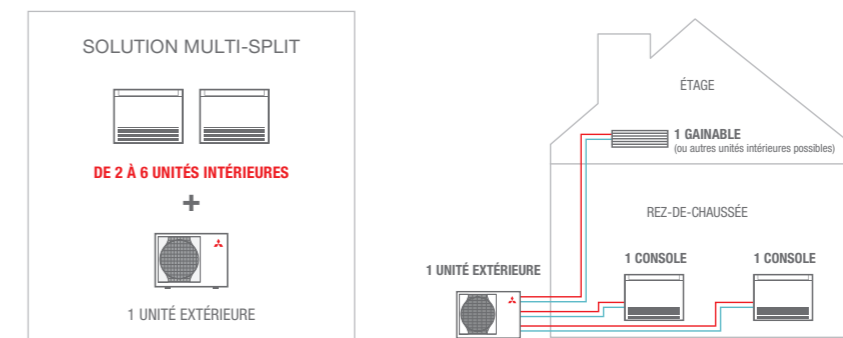 SOLUTION MULTI-SPLIT
DE 2 À 6 UNITÉS INTÉRIEURES
+
1 UNITÉ EXTÉRIEURE
ÉTAGE
1 GAINABLE
(ou autres unités intérieures possibles)
REZ-DE-CHAUSSÉE
1 UNITÉ EXTÉRIEURE
1 CONSOLE
1 CONSOLE